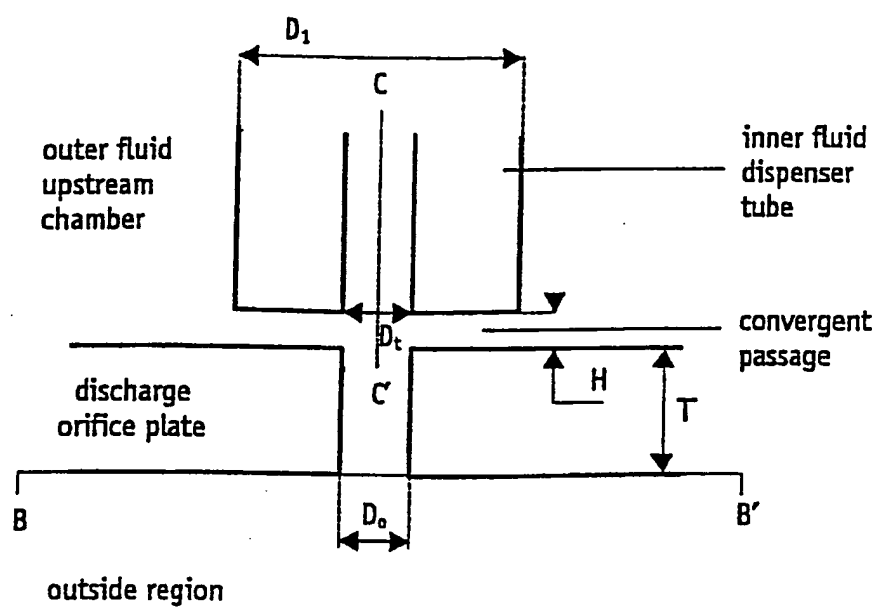 D₁
C
outer fluid
upstream
chamber
inner fluid
dispenser
tube
Dₜ
convergent
passage
C'
discharge
orifice plate
H
T
B
Dₒ
B'
outside region